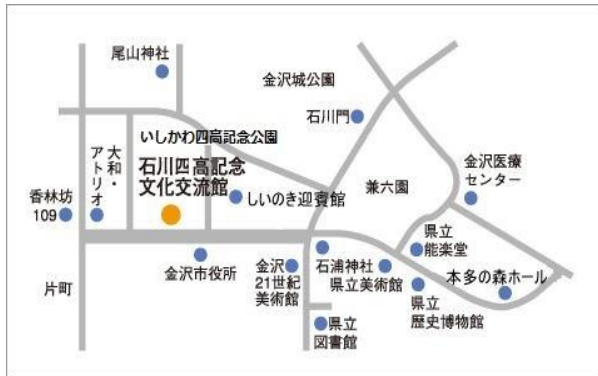 尾山神社
金沢城公園
石川門
いしかわ四高記念公園
石川四高記念
文化交流館
大和・
アトリオ
香林坊
109
しいのき迎賓館
兼六園
金沢医療
センター
県立
能楽堂
片町
金沢市役所
金沢
21世紀
美術館
石浦神社
県立美術館
本多の森ホール
県立
歴史博物館
県立
図書館